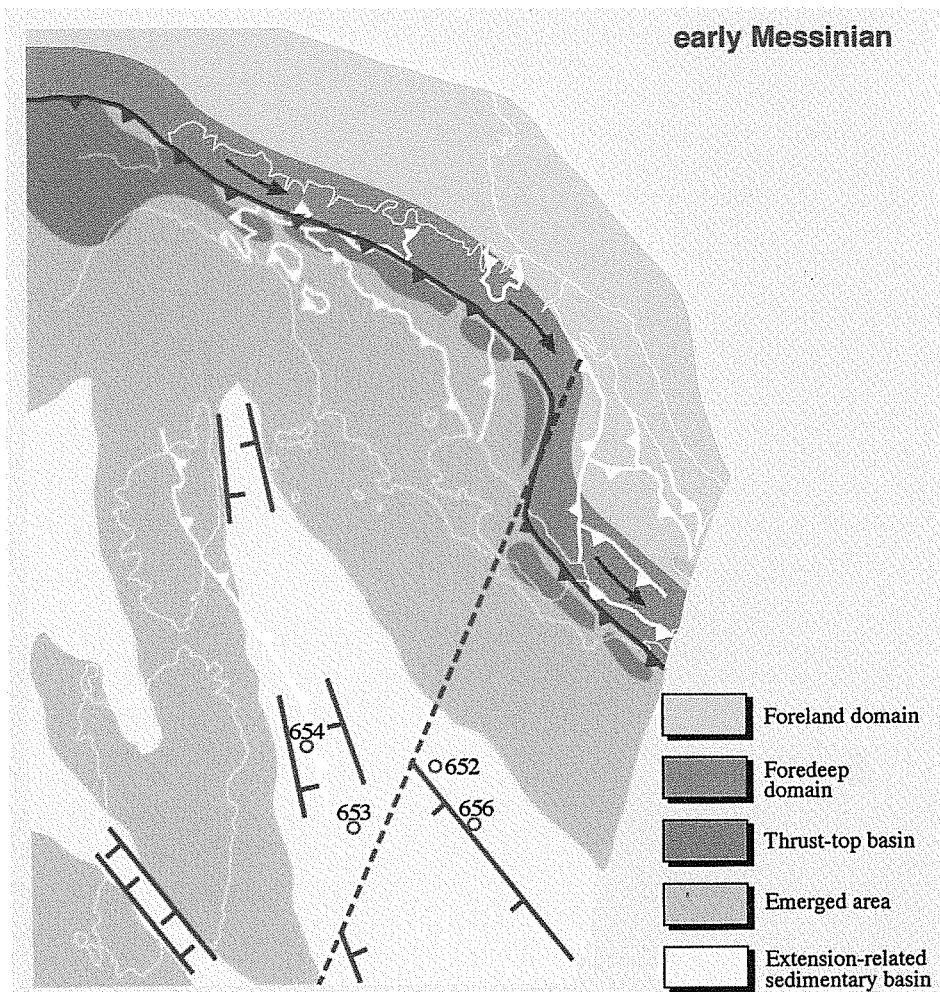 early Messinian
654
653
652
656
Foreland domain
Foredeep
domain
Thrust-top basin
Emerged area
Extension-related
sedimentary basin